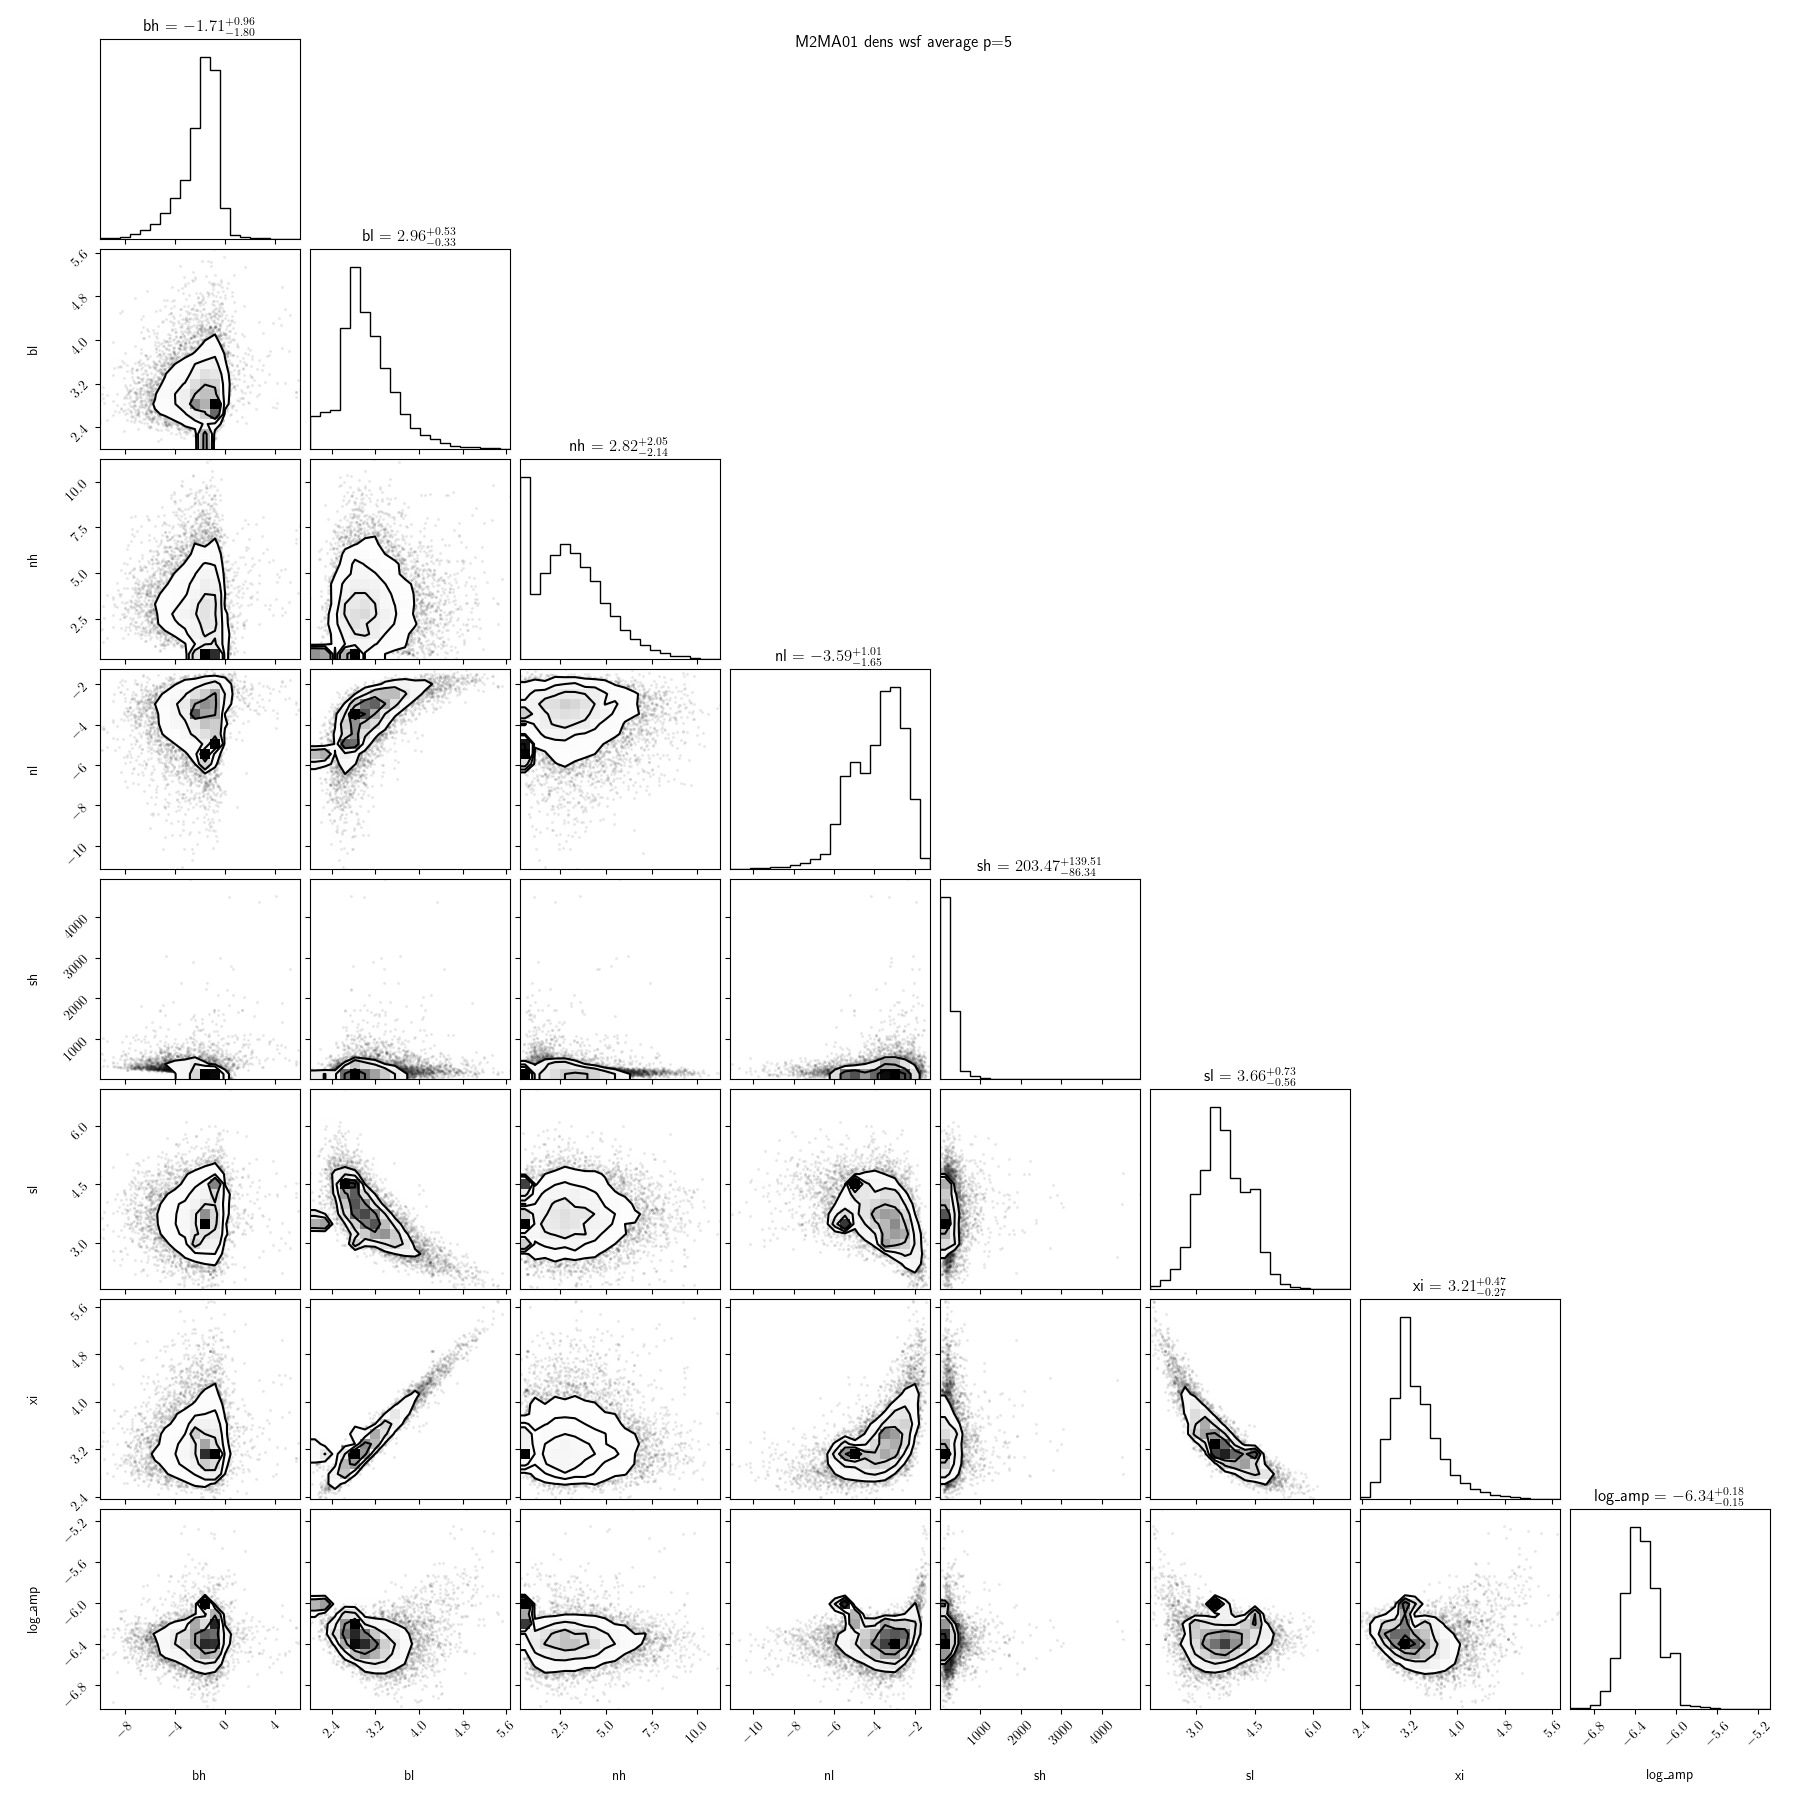 M2MA01 dens wsf average p=5
bh = −1.71 +0.96 −1.80
bl = 2.96 +0.53 −0.33
5.6
4.8
4.0
3.2
2.4
bl
nh = 2.82 +2.05 −2.14
10.0
7.5
5.0
2.5
nh
nl = −3.59 +1.01 −1.65
−2
−4
−6
−8
−10
nl
sh = 203.47 +139.51 −86.34
4000
3000
2000
1000
sh
sl = 3.66 +0.73 −0.56
6.0
4.5
3.0
sl
xi = 3.21 +0.47 −0.27
5.6
4.8
4.0
3.2
2.4
xi
log_amp = −6.34 +0.18 −0.15
−5.2
−5.6
−6.0
−6.4
−6.8
log_amp
−8 −4 0 4 2.4 3.2 4.0 4.8 5.6 2.5 5.0 7.5 10.0 −10 −8 −6 −4 −2 1000 2000 3000 4000 3.0 4.5 6.0 2.4 3.2 4.0 4.8 5.6 −6.8 −6.4 −6.0 −5.6 −5.2
bh bl nh nl sh sl xi log_amp